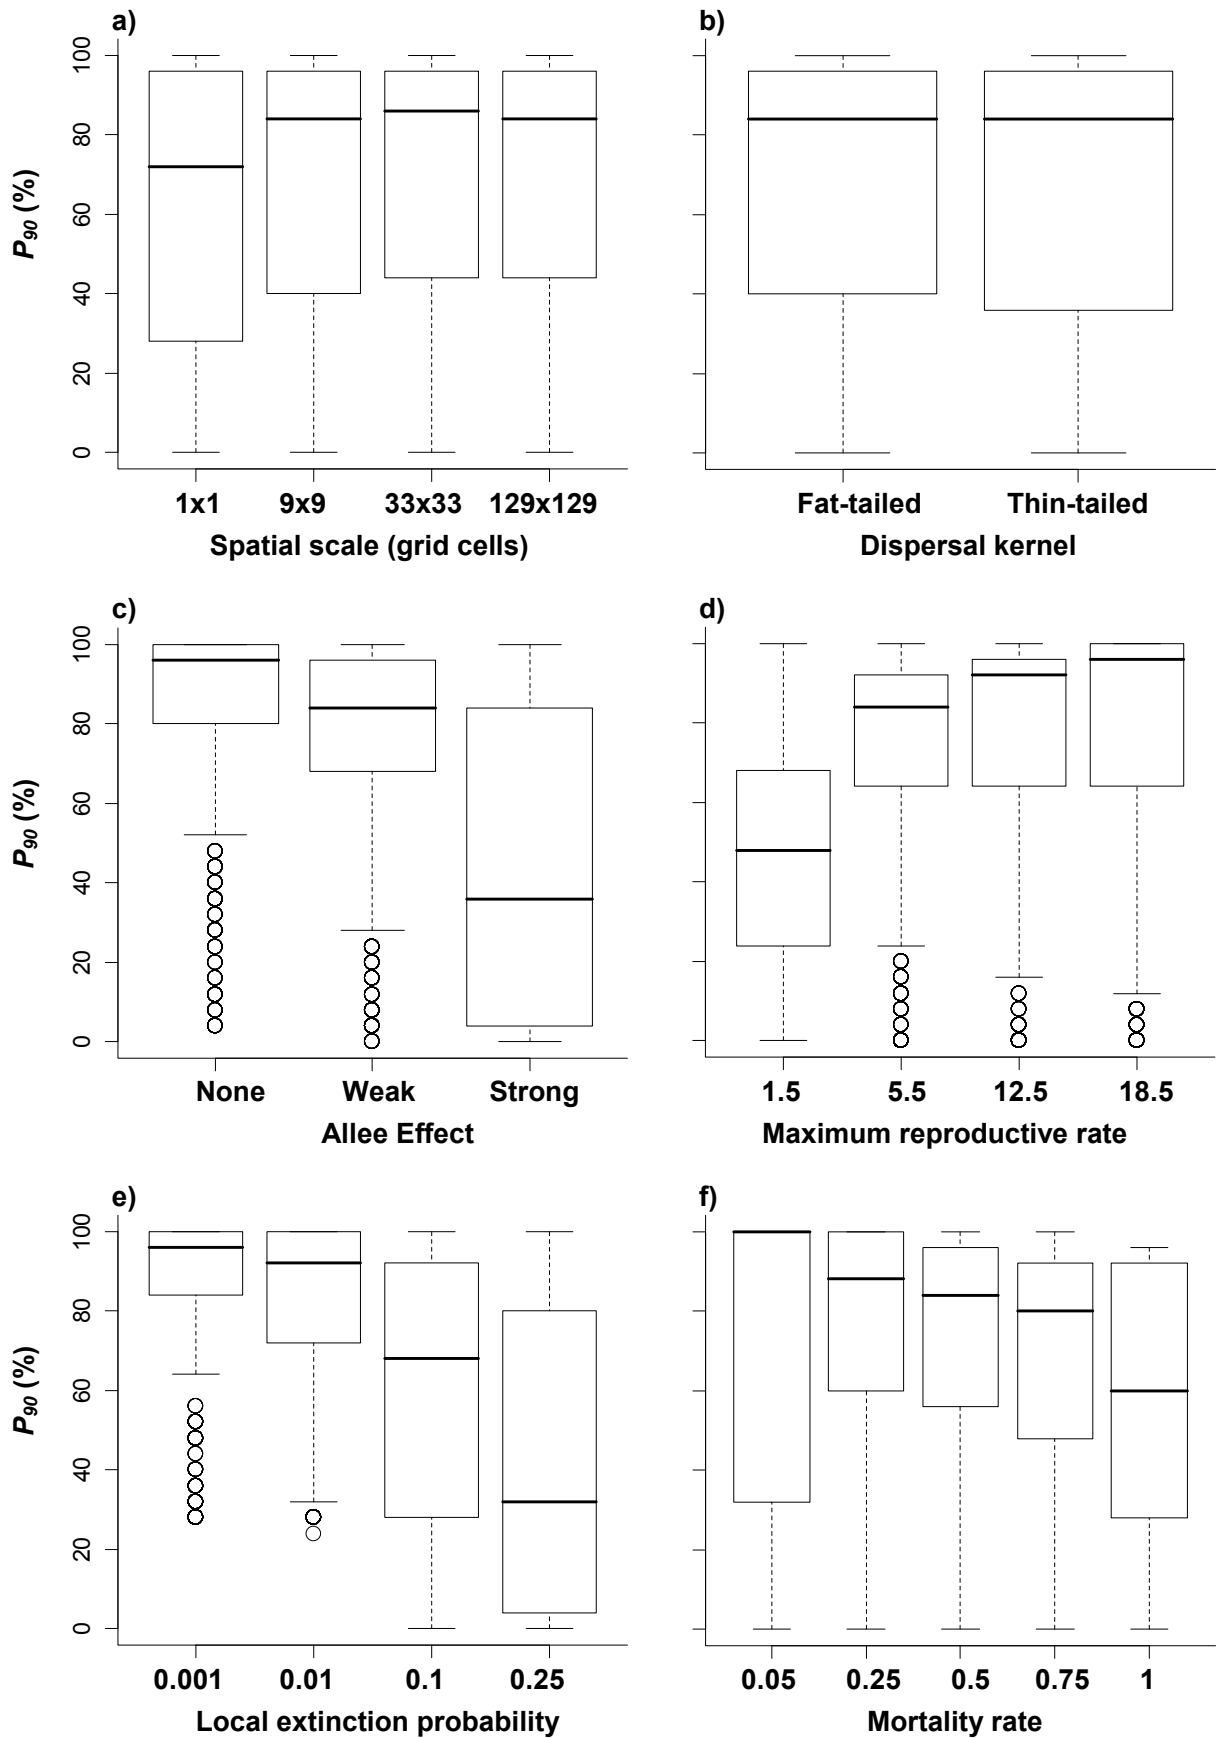 a)
100
80
60
40
20
0
P90 (%)
1x1 9x9 33x33 129x129
Spatial scale (grid cells)
b)
Fat-tailed Thin-tailed
Dispersal kernel
c)
100
80
60
40
20
0
P90 (%)
None Weak Strong
Allee Effect
d)
1.5 5.5 12.5 18.5
Maximum reproductive rate
e)
100
80
60
40
20
0
P90 (%)
0.001 0.01 0.1 0.25
Local extinction probability
f)
0.05 0.25 0.5 0.75 1
Mortality rate